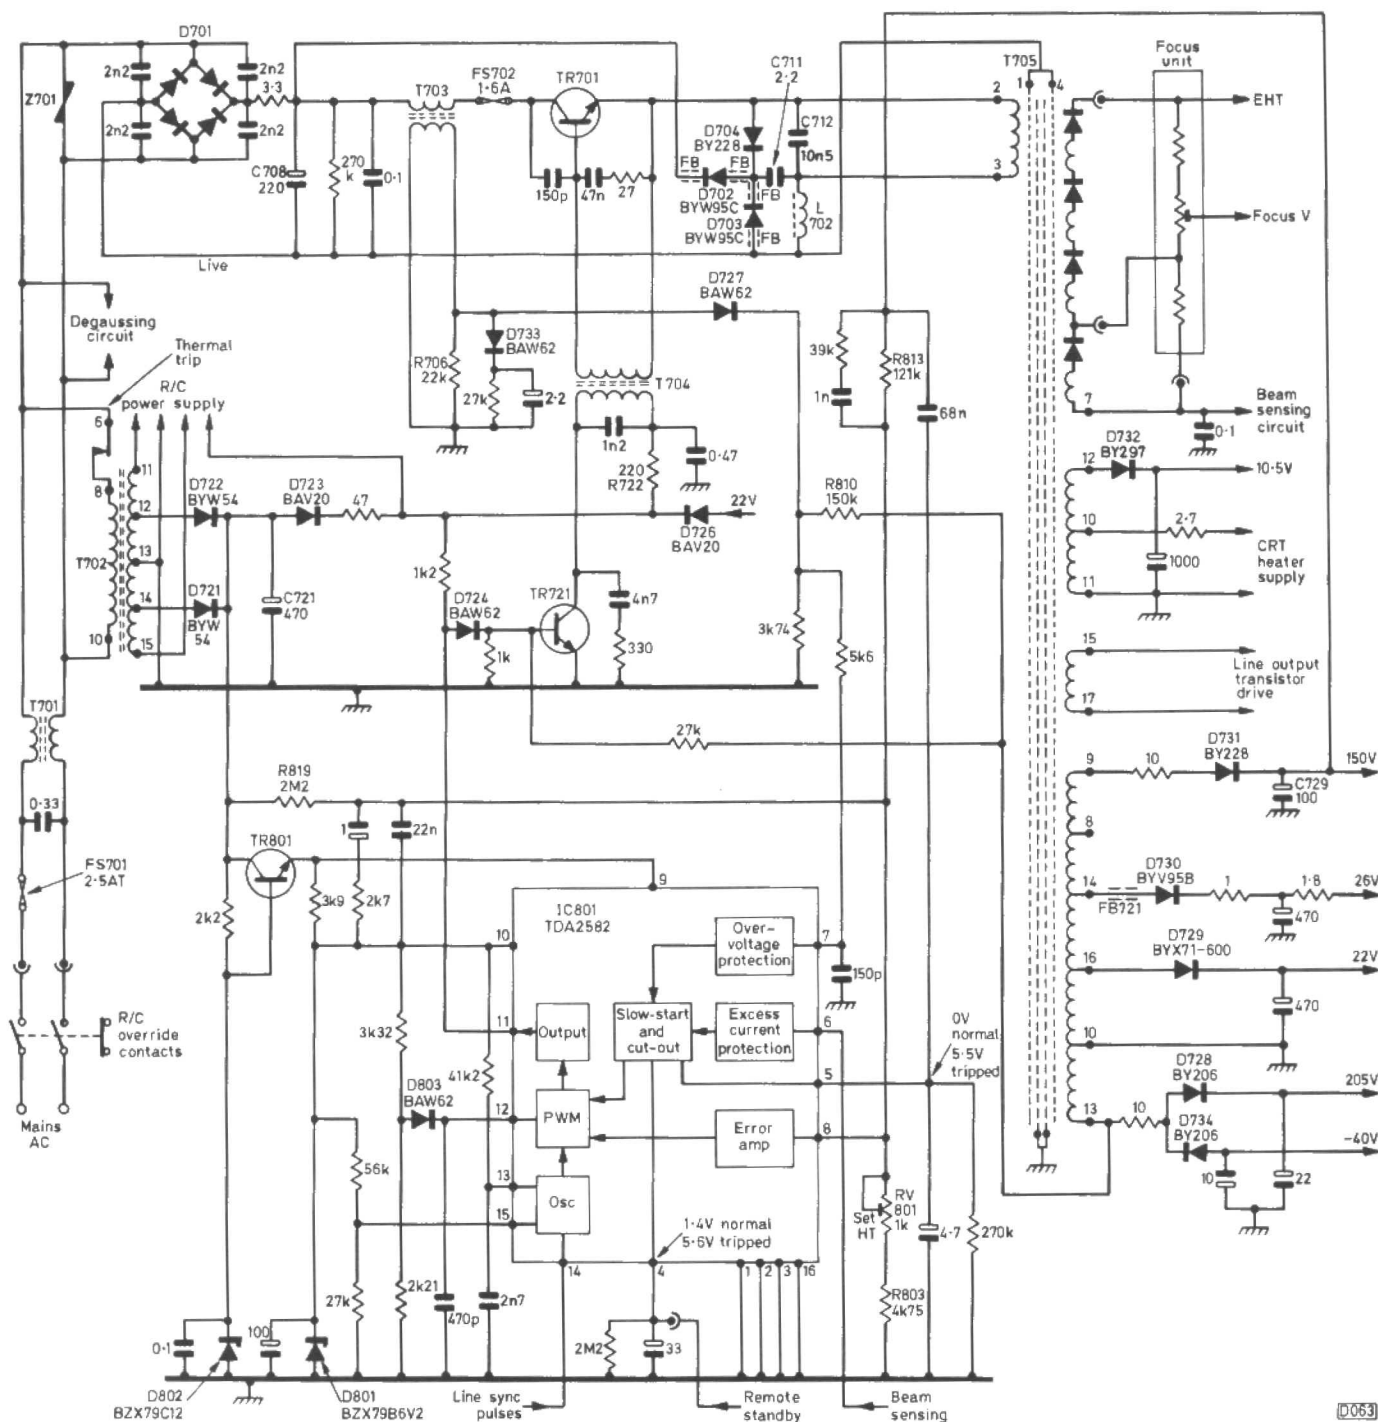 D701
2n2
2n2
3·3
Z701
2n2
2n2
C708
220
270
k
0·1
T703
FS702
1·6A
TR701
150p
47n
27
D704
BY228
FB
FB
D702
BYW95C
FB
D703
BYW95C
FB
C711
2·2
C712
10n5
L
702
2
3
T705
1
4
Focus
unit
EHT
Focus V
Live
Degaussing
circuit
Thermal
trip
R/C
power supply
D733
BAW62
R706
22k
27k
2·2
D727
BAW62
T704
1n2
220
R722
0·47
39k
1n
R813
121k
68n
7
Beam
sensing
circuit
0·1
6
8
T702
10
11
12
13
14
15
D722
BYW54
D723
BAV20
47
D721
BYW
54
C721
470
22V
D726
BAV20
R810
150k
1k2
D724
BAW62
1k
TR721
4n7
330
3k74
5k6
12
D732
BY297
10·5V
10
2·7
1000
CRT
heater
supply
11
15
Line output
transistor
drive
17
T701
27k
9
10
D731
BY228
150V
C729
100
8
0·33
R819
2M2
1
22n
TR801
FS701
2·5AT
2k2
3k9
2k7
9
IC801
TDA2582
10
Over-
voltage
protection
7
150p
14
D730
BYV95B
FB721
1
1·8
26V
470
D729
BYX71-600
16
22V
470
R/C
override
contacts
3k32
11
Output
Slow-start
and
cut-out
Excess
current
protection
6
0V
normal
5·5V
tripped
5
10
41k2
D803
BAW62
12
PWM
Error
amp
8
D728
BY206
205V
13
10
D734
BY206
-40V
10
22
Mains
AC
56k
13
Osc
15
1·4V normal
5·6V tripped
Set
HT
RV
801
1k
4·7
270k
14
4
1
2
3
16
27k
2k21
470p
2n7
R803
4k75
0·1
100
2M2
33
D802
BZX79C12
D801
BZX79B6V2
Line sync
pulses
Remote
standby
Beam
sensing
D063